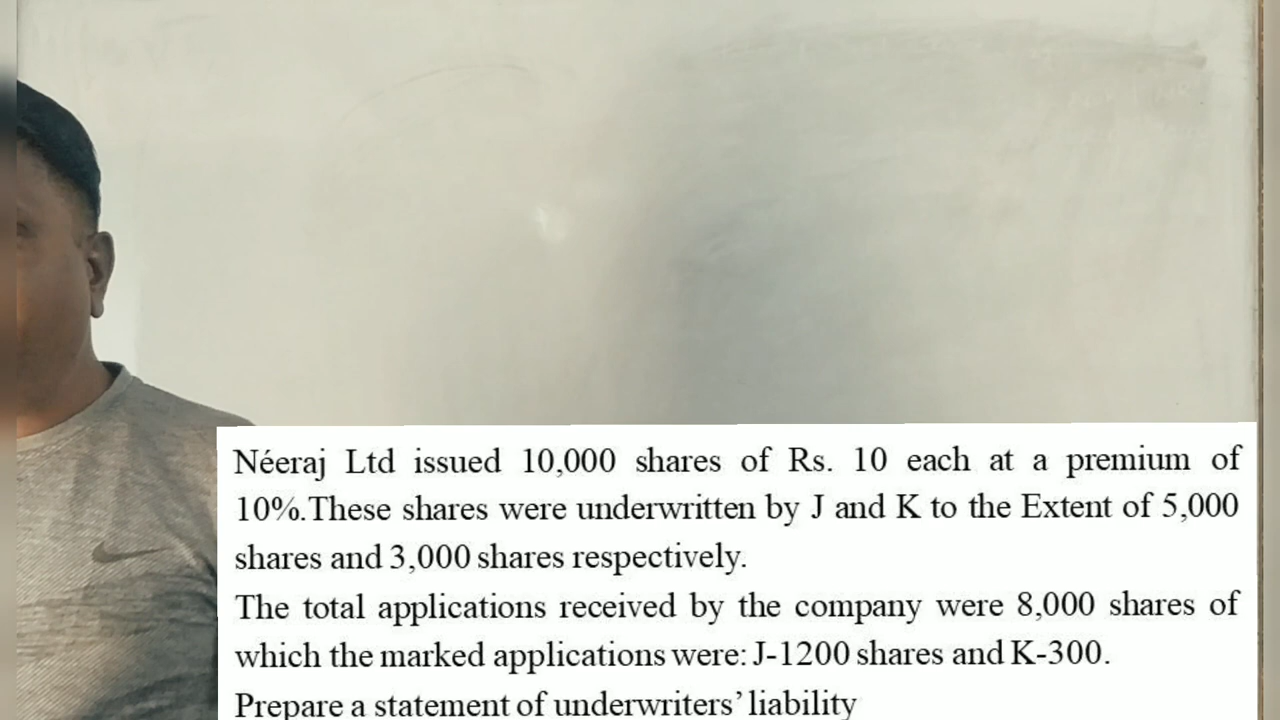 Néeraj Ltd issued 10,000 shares of Rs. 10 each at a premium of
10%.These shares were underwritten by J and K to the Extent of 5,000
shares and 3,000 shares respectively.
The total applications received by the company were 8,000 shares of
which the marked applications were: J-1200 shares and K-300.
Prepare a statement of underwriters' liability